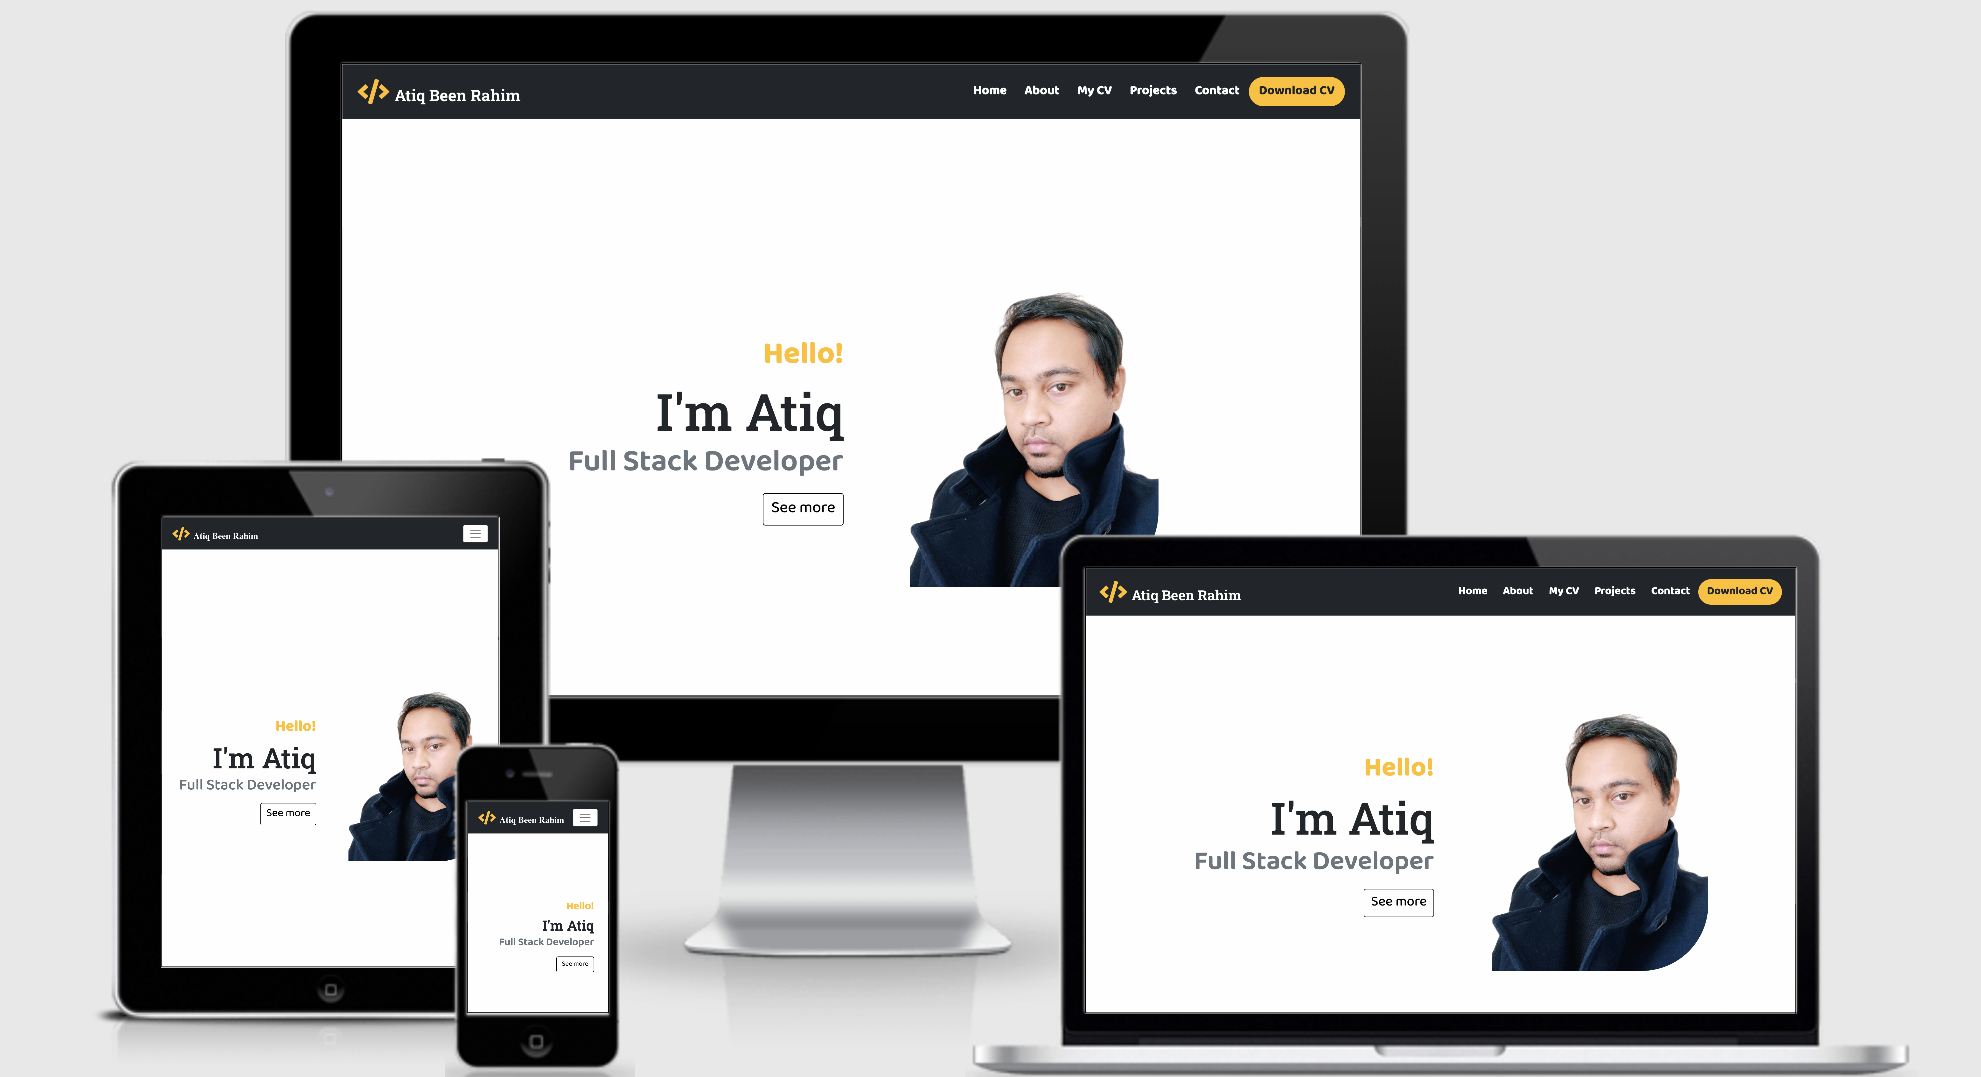 </> Atiq Been Rahim
Home About My CV Projects Contact Download CV
Hello!
I'm Atiq
Full Stack Developer
See more
</> Atiq Been Rahim
Hello!
I'm Atiq
Full Stack Developer
See more
</> Atiq Been Rahim
Hello!
I'm Atiq
Full Stack Developer
See more
</> Atiq Been Rahim
Home About My CV Projects Contact Download CV
Hello!
I'm Atiq
Full Stack Developer
See more